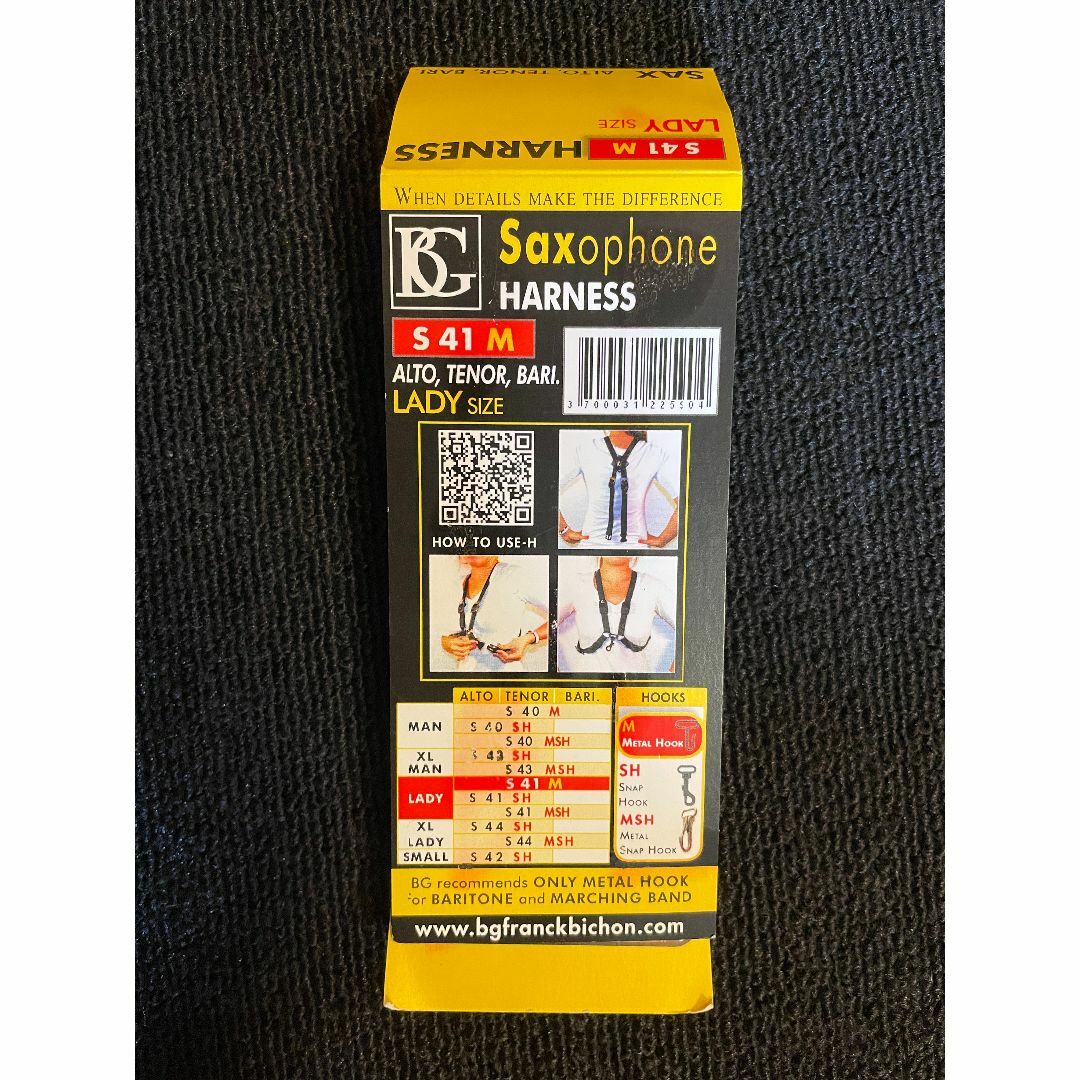 SAX ALTO, TENOR, BARI
LADY SIZE
S 41 M HARNESS
WHEN DETAILS MAKE THE DIFFERENCE
BG
Saxophone
HARNESS
S 41 M
ALTO, TENOR, BARI.
LADY SIZE
3 700031 225504
HOW TO USE-H
ALTO TENOR BARI.
MAN
S 40 M
S 40 SH
S 40 MSH
XL MAN
S 43 SH
S 43 MSH
LADY
S 41 M
S 41 SH
S 41 MSH
XL LADY
S 44 SH
S 44 MSH
SMALL
S 42 SH
HOOKS
M
METAL HOOK
SH
SNAP
HOOK
MSH
METAL
SNAP HOOK
BG recommends ONLY METAL HOOK
for BARITONE and MARCHING BAND
www.bgfranckbichon.com